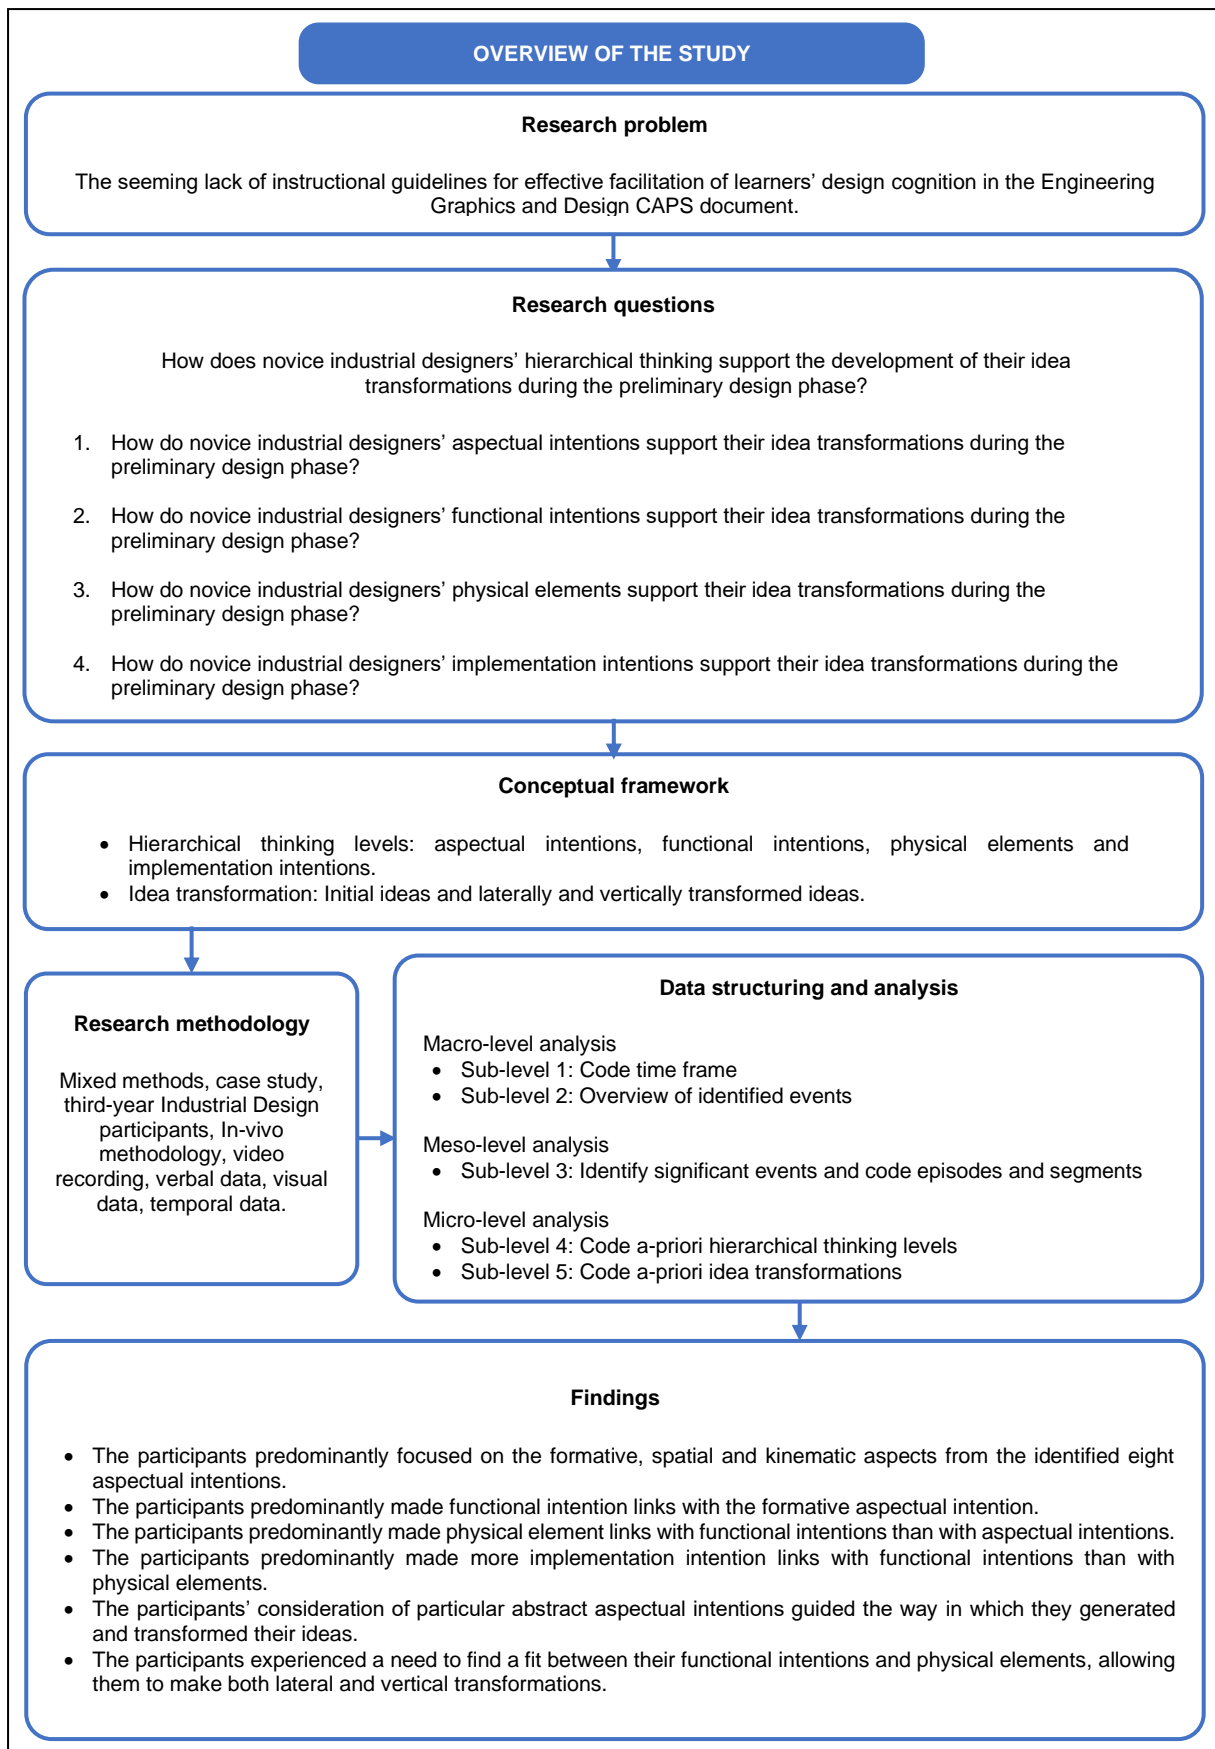 OVERVIEW OF THE STUDY
Research problem
The seeming lack of instructional guidelines for effective facilitation of learners’ design cognition in the Engineering
Graphics and Design CAPS document.
Research questions
How does novice industrial designers’ hierarchical thinking support the development of their idea
transformations during the preliminary design phase?
1. How do novice industrial designers’ aspectual intentions support their idea transformations during the
preliminary design phase?
2. How do novice industrial designers’ functional intentions support their idea transformations during the
preliminary design phase?
3. How do novice industrial designers’ physical elements support their idea transformations during the
preliminary design phase?
4. How do novice industrial designers’ implementation intentions support their idea transformations during the
preliminary design phase?
Conceptual framework
• Hierarchical thinking levels: aspectual intentions, functional intentions, physical elements and
implementation intentions.
• Idea transformation: Initial ideas and laterally and vertically transformed ideas.
Research methodology
Mixed methods, case study,
third-year Industrial Design
participants, In-vivo
methodology, video
recording, verbal data, visual
data, temporal data.
Data structuring and analysis
Macro-level analysis
• Sub-level 1: Code time frame
• Sub-level 2: Overview of identified events
Meso-level analysis
• Sub-level 3: Identify significant events and code episodes and segments
Micro-level analysis
• Sub-level 4: Code a-priori hierarchical thinking levels
• Sub-level 5: Code a-priori idea transformations
Findings
• The participants predominantly focused on the formative, spatial and kinematic aspects from the identified eight
aspectual intentions.
• The participants predominantly made functional intention links with the formative aspectual intention.
• The participants predominantly made physical element links with functional intentions than with aspectual intentions.
• The participants predominantly made more implementation intention links with functional intentions than with
physical elements.
• The participants’ consideration of particular abstract aspectual intentions guided the way in which they generated
and transformed their ideas.
• The participants experienced a need to find a fit between their functional intentions and physical elements, allowing
them to make both lateral and vertical transformations.